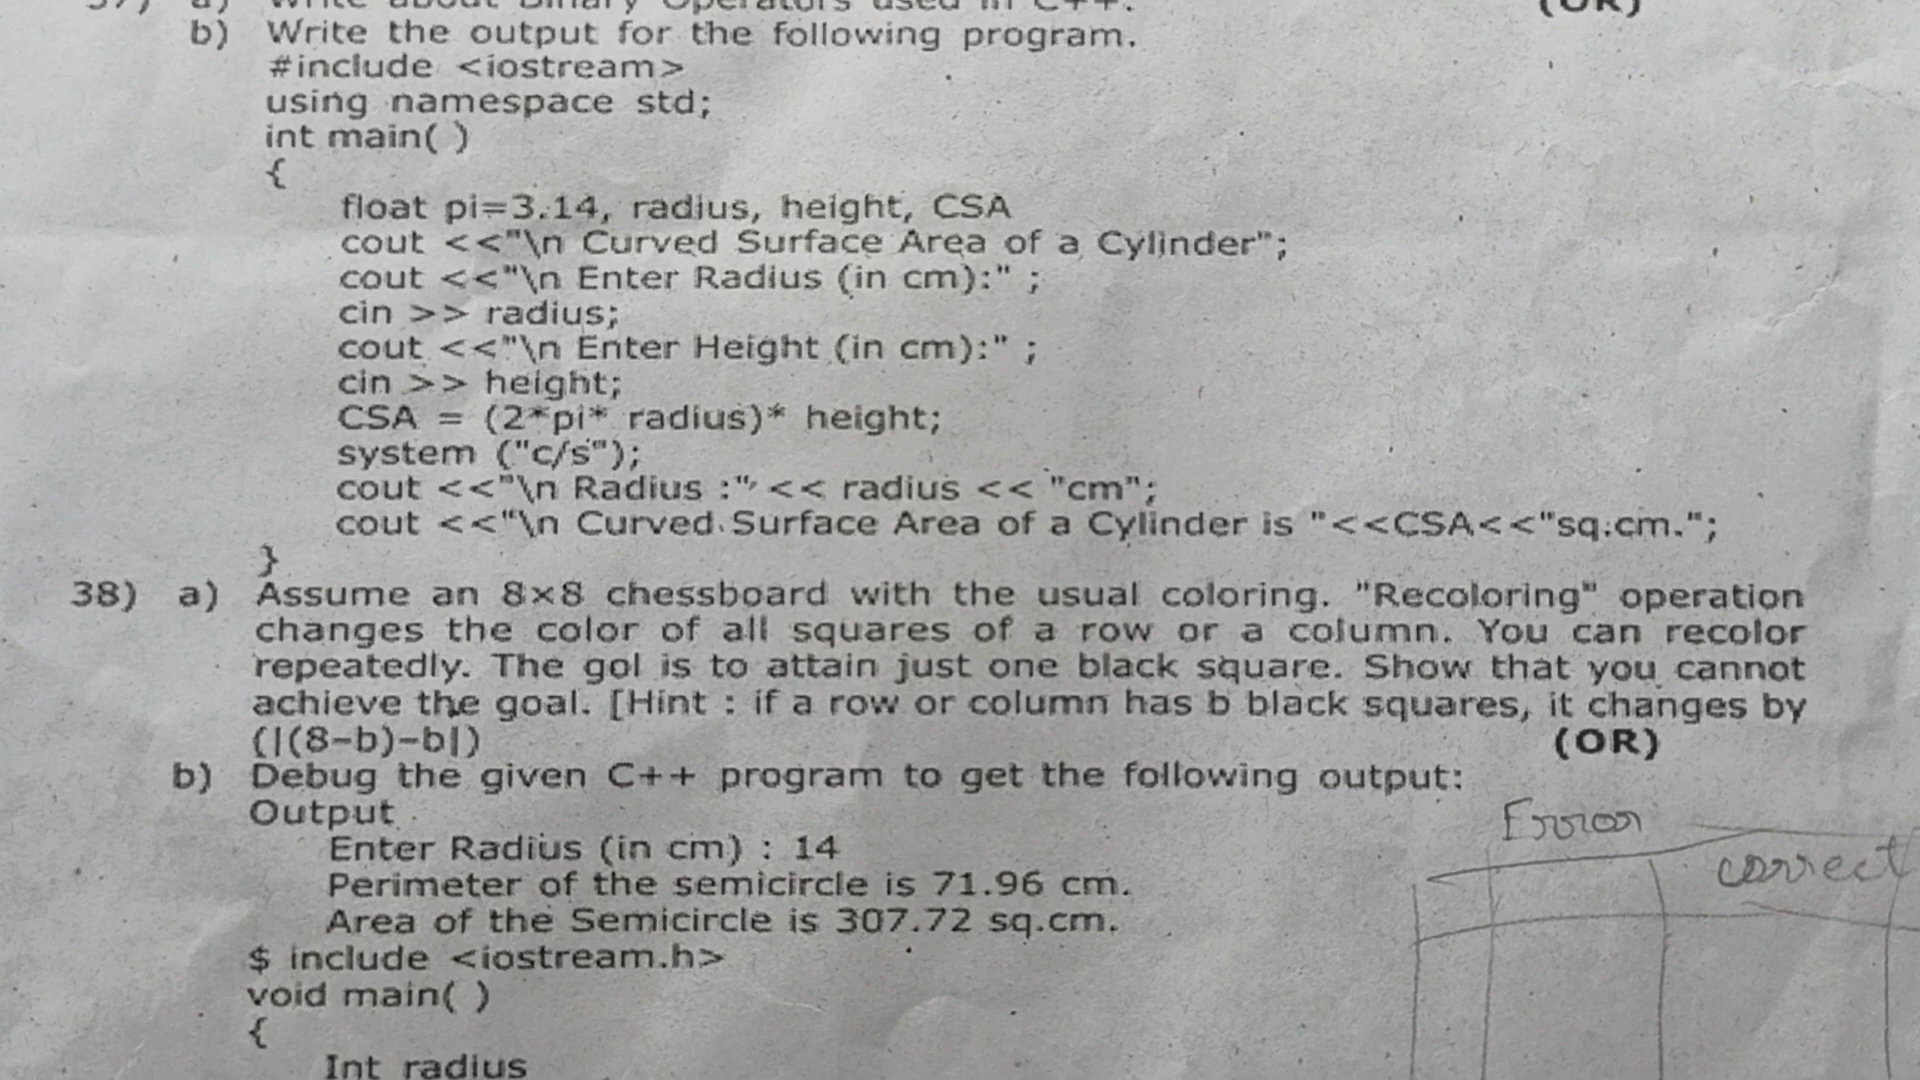 37) a) Write about Binary Operators used in C++. (OR)
b) Write the output for the following program.
#include <iostream>
using namespace std;
int main( )
{
float pi=3.14, radius, height, CSA
cout <<"\n Curved Surface Area of a Cylinder";
cout <<"\n Enter Radius (in cm):" ;
cin >> radius;
cout <<"\n Enter Height (in cm):" ;
cin >> height;
CSA = (2*pi* radius)* height;
system ("c/s");
cout <<"\n Radius :" << radius << "cm";
cout <<"\n Curved Surface Area of a Cylinder is "<<CSA<<"sq.cm.";
}
38) a) Assume an 8×8 chessboard with the usual coloring. "Recoloring" operation
changes the color of all squares of a row or a column. You can recolor
repeatedly. The gol is to attain just one black square. Show that you cannot
achieve the goal. [Hint : if a row or column has b black squares, it changes by
(|(8-b)-b|) (OR)
b) Debug the given C++ program to get the following output:
Output
Error
Enter Radius (in cm) : 14
correct
Perimeter of the semicircle is 71.96 cm.
Area of the Semicircle is 307.72 sq.cm.
$ include <iostream.h>
void main( )
{
Int radius